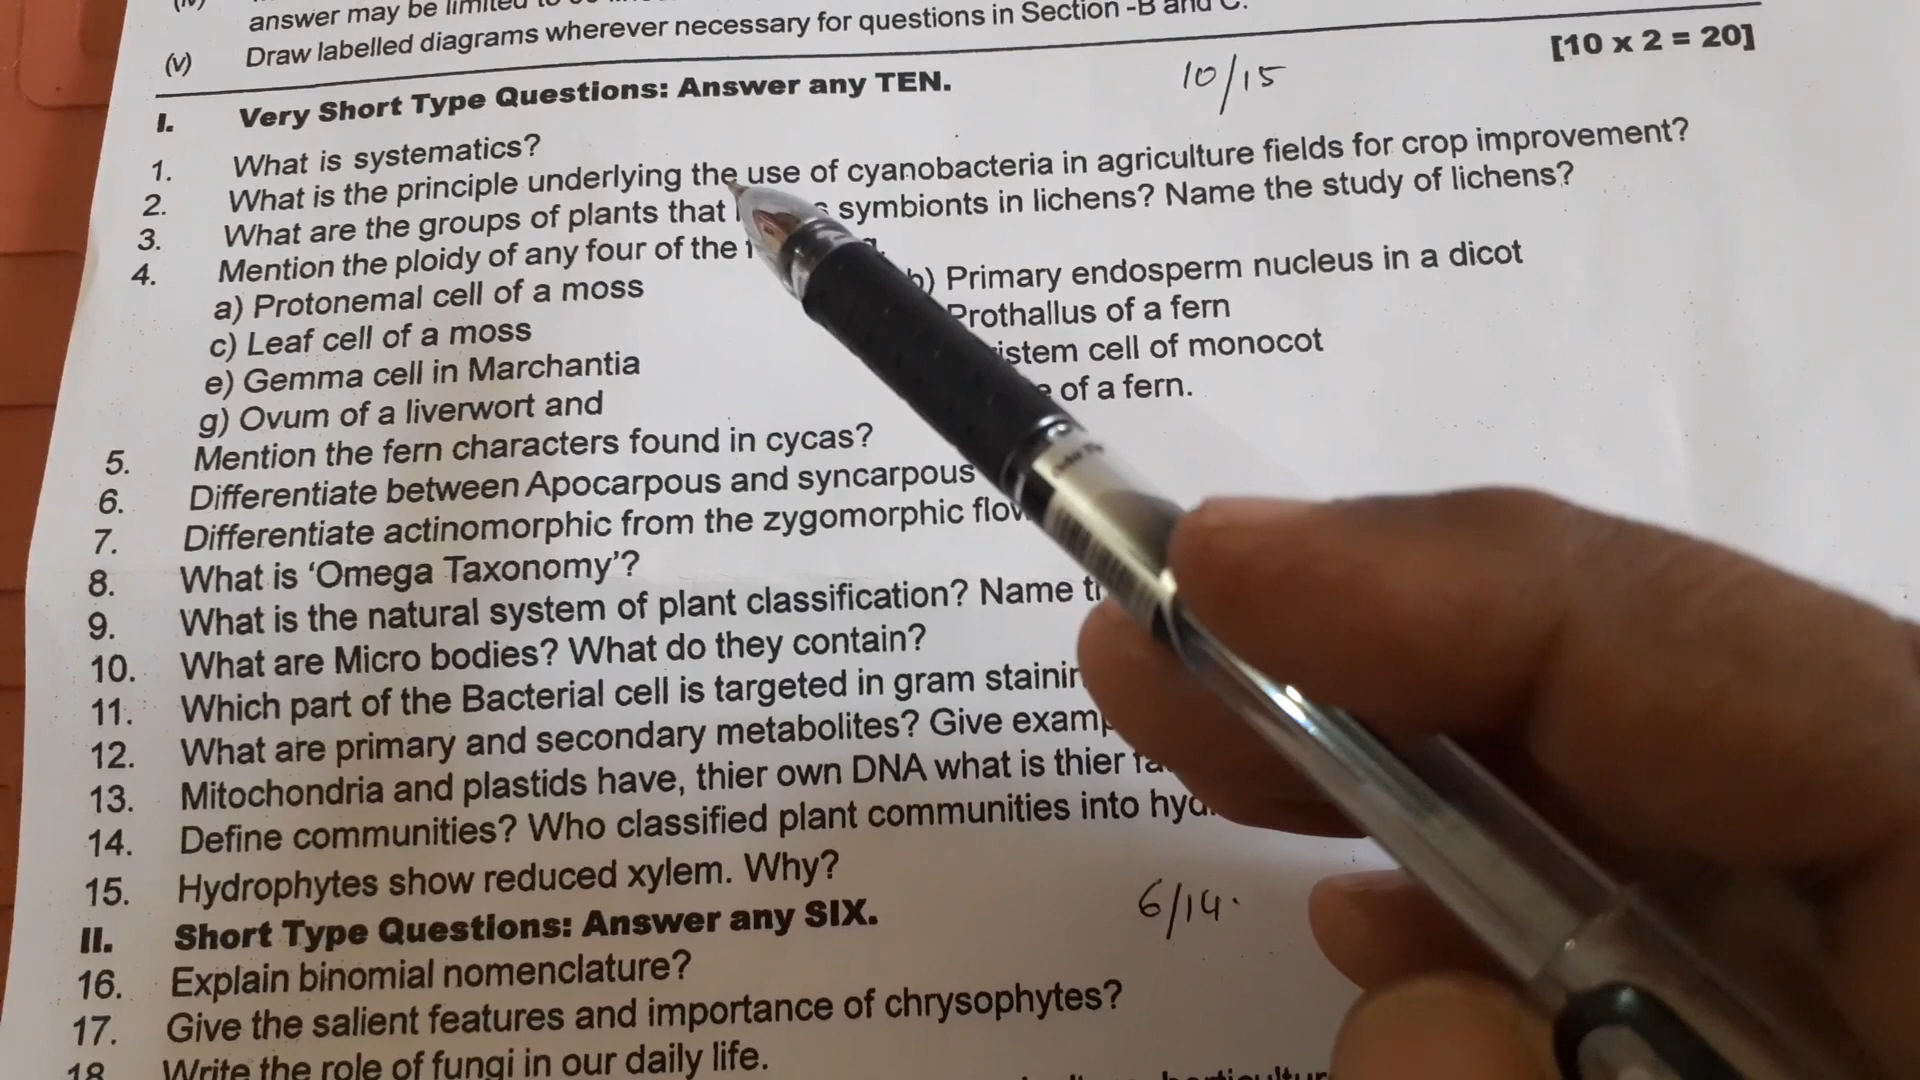 (iv)
answer may be limited to
(v) Draw labelled diagrams wherever necessary for questions in Section -B and C.
[10 x 2 = 20]
I. Very Short Type Questions: Answer any TEN.
10/15
1. What is systematics?
2. What is the principle underlying the use of cyanobacteria in agriculture fields for crop improvement?
3. What are the groups of plants that symbionts in lichens? Name the study of lichens?
4. Mention the ploidy of any four of the
a) Protonemal cell of a moss b) Primary endosperm nucleus in a dicot
c) Leaf cell of a moss Prothallus of a fern
e) Gemma cell in Marchantia cell of monocot
g) Ovum of a liverwort and of a fern.
5. Mention the fern characters found in cycas?
6. Differentiate between Apocarpous and syncarpous
7. Differentiate actinomorphic from the zygomorphic
8. What is ‘Omega Taxonomy’?
9. What is the natural system of plant classification? Name
10. What are Micro bodies? What do they contain?
11. Which part of the Bacterial cell is targeted in gram
12. What are primary and secondary metabolites? Give
13. Mitochondria and plastids have, thier own DNA what is thier
14. Define communities? Who classified plant communities into
15. Hydrophytes show reduced xylem. Why?
II. Short Type Questions: Answer any SIX.
6/14.
16. Explain binomial nomenclature?
17. Give the salient features and importance of chrysophytes?
18 Write the role of fungi in our daily life.